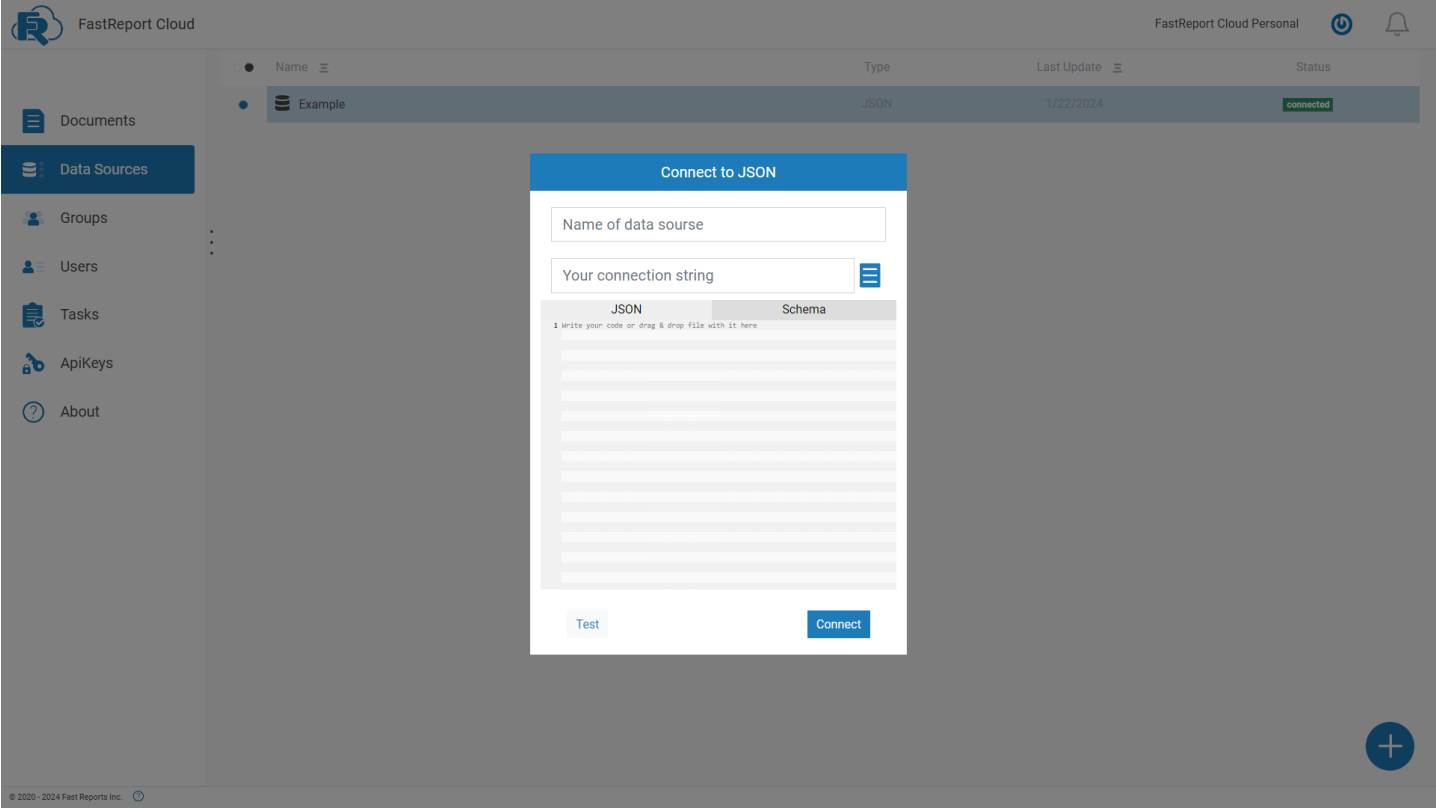 FastReport Cloud
FastReport Cloud Personal
Name Type Last Update Status
Example JSON 1/22/2024 connected
Documents
Data Sources
Groups
Users
Tasks
ApiKeys
About
Connect to JSON
Name of data sourse
Your connection string
JSON Schema
1 Write your code or drag & drop file with it here
Test Connect
© 2020 - 2024 Fast Reports Inc. ?